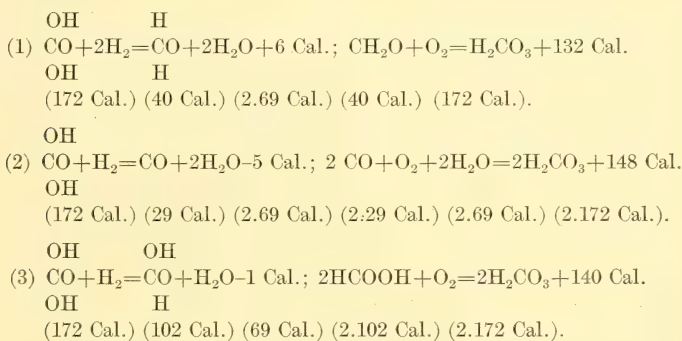 OH H
(1) CO+2H₂=CO+2H₂O+6 Cal.; CH₂O+O₂=H₂CO₃+132 Cal.
OH H
(172 Cal.) (40 Cal.) (2.69 Cal.) (40 Cal.) (172 Cal.).
OH
(2) CO+H₂=CO+2H₂O–5 Cal.; 2 CO+O₂+2H₂O=2H₂CO₃+148 Cal.
OH
(172 Cal.) (29 Cal.) (2.69 Cal.) (2.29 Cal.) (2.69 Cal.) (2.172 Cal.).
OH OH
(3) CO+H₂=CO+H₂O–1 Cal.; 2HCOOH+O₂=2H₂CO₃+140 Cal.
OH H
(172 Cal.) (102 Cal.) (69 Cal.) (2.102 Cal.) (2.172 Cal.).